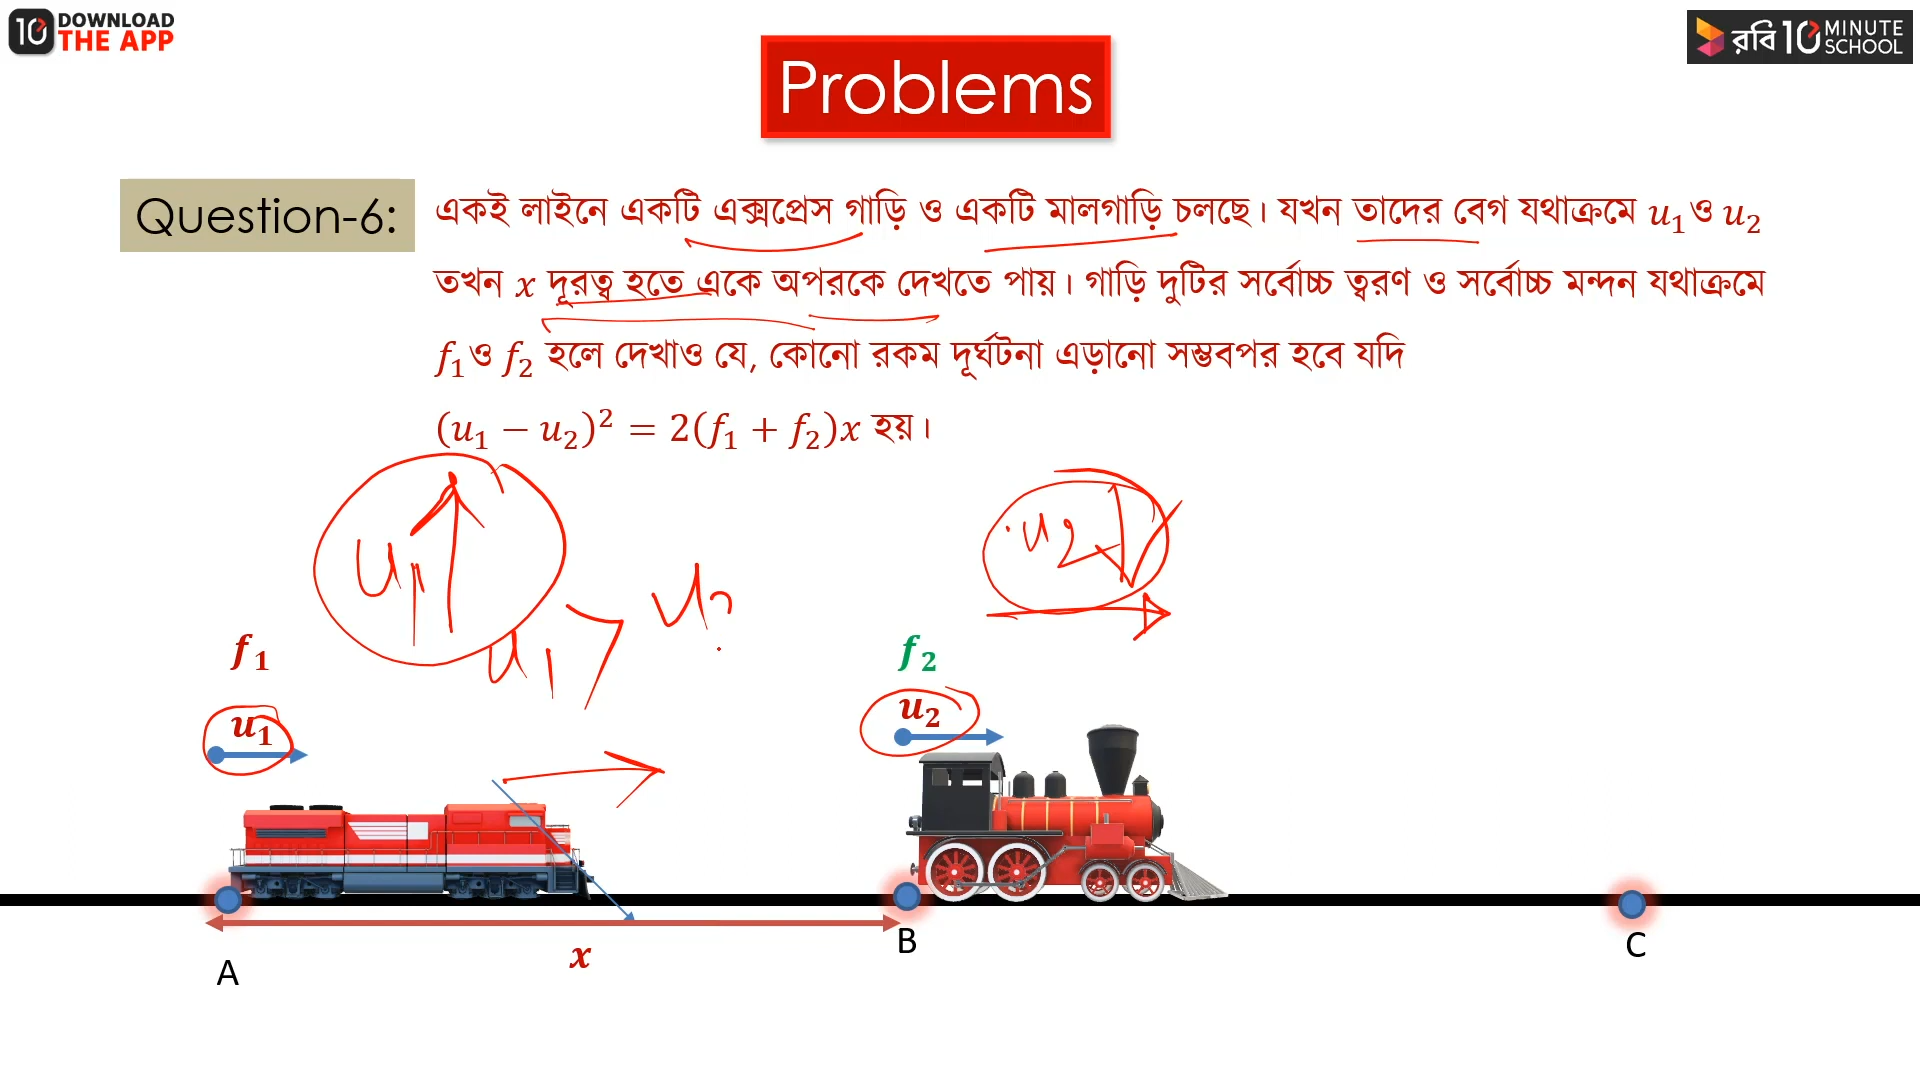 10 DOWNLOAD THE APP
রবি 10 MINUTE SCHOOL
Problems
Question-6:
একই লাইনে একটি এক্সপ্রেস গাড়ি ও একটি মালগাড়ি চলছে। যখন তাদের বেগ যথাক্রমে u₁ও u₂
তখন x দূরত্ব হতে একে অপরকে দেখতে পায়। গাড়ি দুটির সর্বোচ্চ ত্বরণ ও সর্বোচ্চ মন্দন যথাক্রমে
f₁ও f₂ হলে দেখাও যে, কোনো রকম দূর্ঘটনা এড়ানো সম্ভবপর হবে যদি
(u₁ − u₂)² = 2(f₁ + f₂)x হয়।
u₁↑
u₂↓
u₁ > u₂
f₁
f₂
u₁
u₂
x
A
B
C